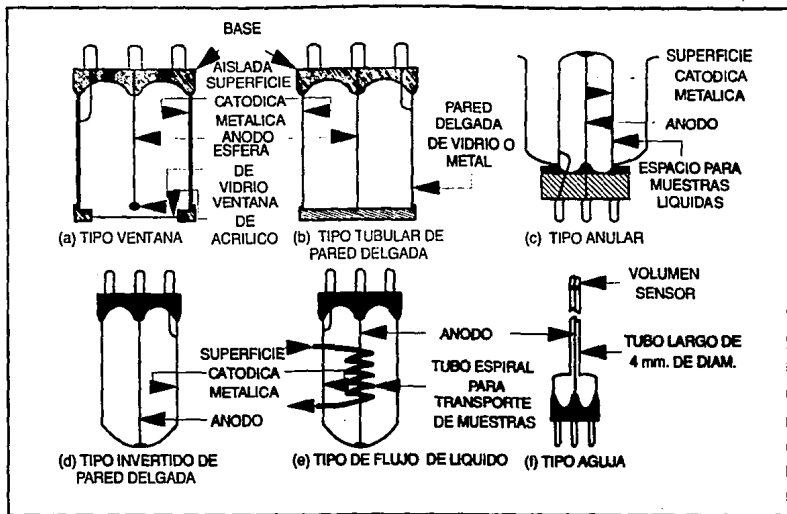 BASE
AISLADA
SUPERFICIE
CATODICA
METALICA
ANODO
ESFERA
DE
VIDRIO
VENTANA
DE
ACRILICO
(a) TIPO VENTANA
PARED
DELGADA
DE VIDRIO O
METAL
(b) TIPO TUBULAR DE
PARED DELGADA
SUPERFICIE
CATODICA
METALICA
ANODO
ESPACIO PARA
MUESTRAS
LIQUIDAS
(c) TIPO ANULAR
SUPERFICIE
CATODICA
METALICA
ANODO
(d) TIPO INVERTIDO DE
PARED DELGADA
ANODO
TUBO ESPIRAL
PARA
TRANSPORTE
DE MUESTRAS
(e) TIPO DE FLUJO DE LIQUIDO
VOLUMEN
SENSOR
TUBO LARGO DE
4 mm. DE DIAM.
(f) TIPO AGUJA